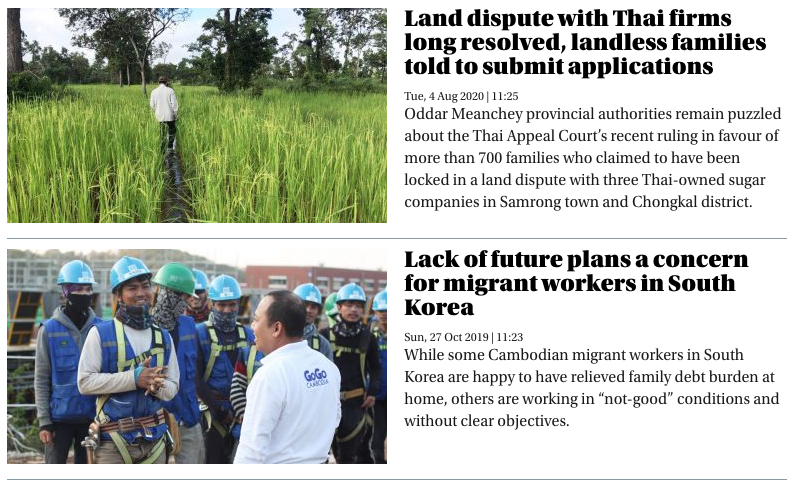 Land dispute with Thai firms
long resolved, landless families
told to submit applications
Tue, 4 Aug 2020 | 11:25
Oddar Meanchey provincial authorities remain puzzled
about the Thai Appeal Court's recent ruling in favour of
more than 700 families who claimed to have been
locked in a land dispute with three Thai-owned sugar
companies in Samrong town and Chongkal district.
Lack of future plans a concern
for migrant workers in South
Korea
Sun, 27 Oct 2019 | 11:23
While some Cambodian migrant workers in South
Korea are happy to have relieved family debt burden at
home, others are working in “not-good” conditions and
without clear objectives.
GoGo
CAMBODIA